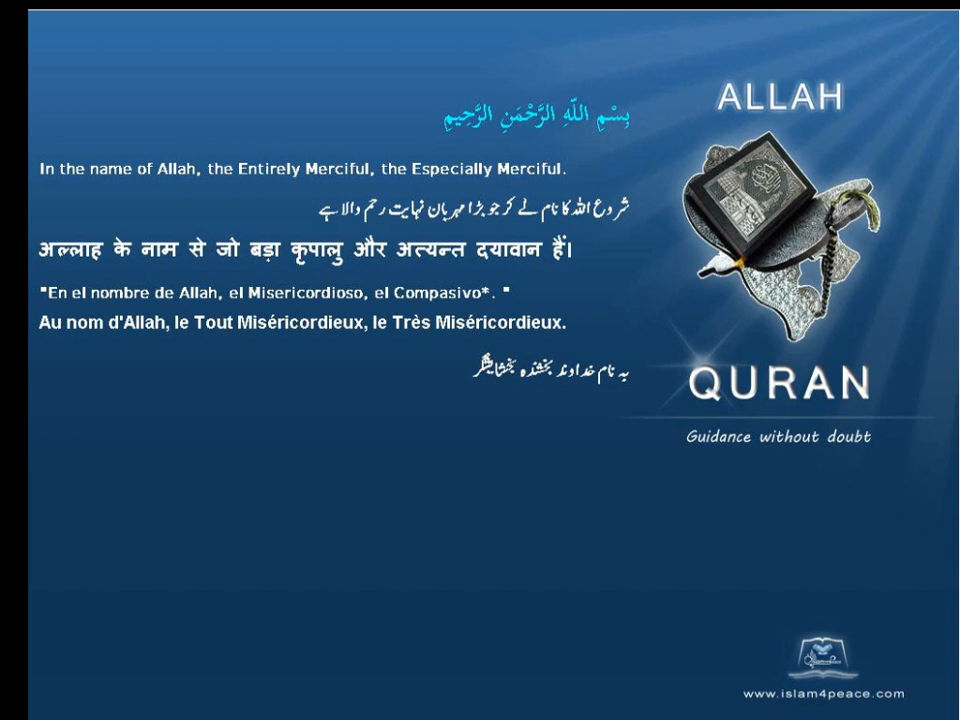 بِسْمِ اللَّهِ الرَّحْمَنِ الرَّحِيمِ
In the name of Allah, the Entirely Merciful, the Especially Merciful.
شروع اللہ کا نام لے کر جو بڑا مہربان نہایت رحم والا ہے
अल्लाह के नाम से जो बड़ा कृपालु और अत्यन्त दयावान हैं।
"En el nombre de Allah, el Misericordioso, el Compasivo*. "
Au nom d'Allah, le Tout Miséricordieux, le Très Miséricordieux.
به نام خداوند بخشنده بخشایشگر
ALLAH
QURAN
Guidance without doubt
www.islam4peace.com